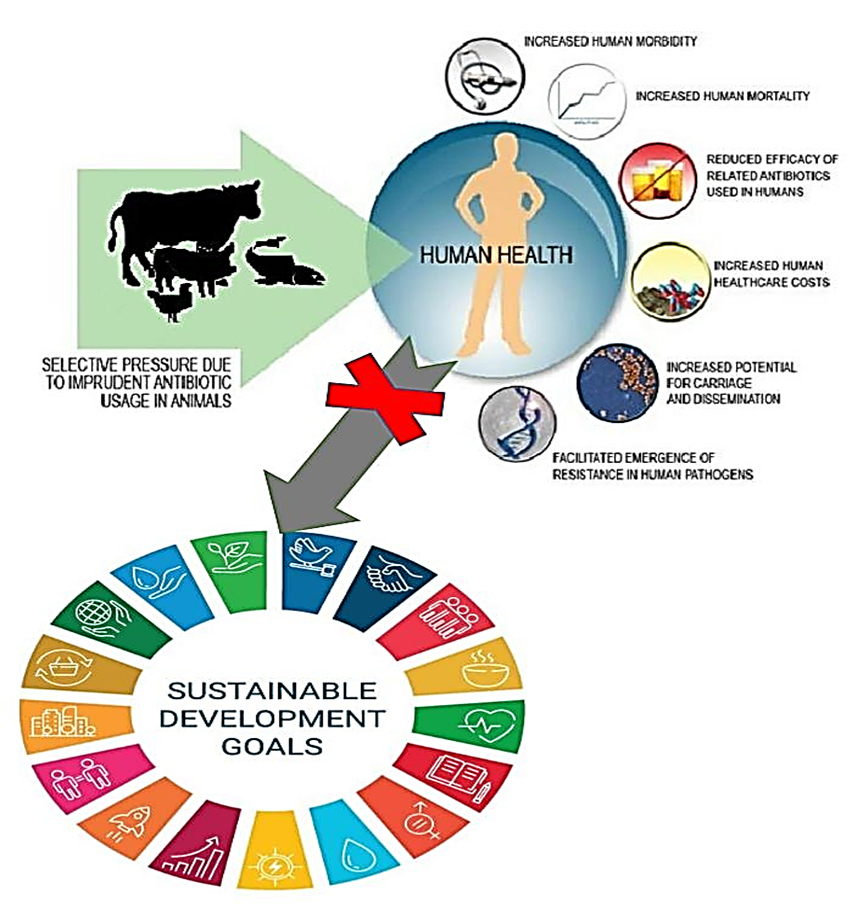 INCREASED HUMAN MORBIDITY
INCREASED HUMAN MORTALITY
REDUCED EFFICACY OF
RELATED ANTIBIOTICS
USED IN HUMANS
HUMAN HEALTH
INCREASED HUMAN
HEALTHCARE COSTS
SELECTIVE PRESSURE DUE
TO IMPRUDENT ANTIBIOTIC
USAGE IN ANIMALS
INCREASED POTENTIAL
FOR CARRIAGE
AND DISSEMINATION
FACILITATED EMERGENCE OF
RESISTANCE IN HUMAN PATHOGENS
SUSTAINABLE
DEVELOPMENT
GOALS